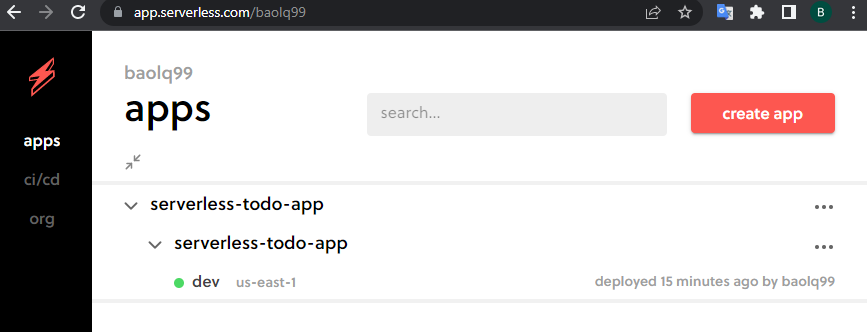 app.serverless.com/baolq99
B
baolq99
apps
search...
create app
apps
ci/cd
org
serverless-todo-app
serverless-todo-app
dev us-east-1 deployed 15 minutes ago by baolq99